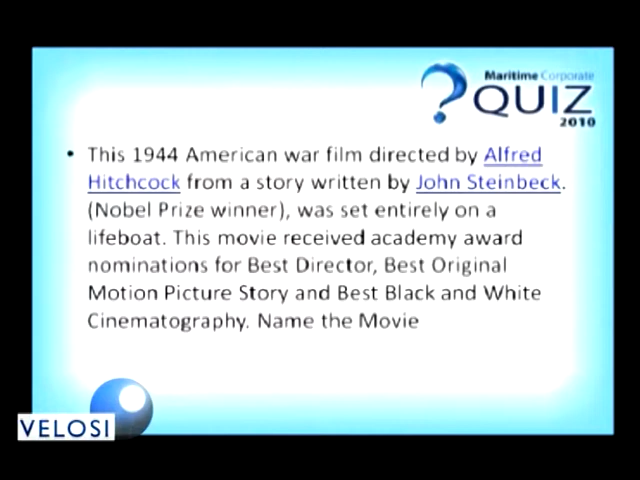 Maritime Corporate
QUIZ
2010
• This 1944 American war film directed by Alfred
Hitchcock from a story written by John Steinbeck.
(Nobel Prize winner), was set entirely on a
lifeboat. This movie received academy award
nominations for Best Director, Best Original
Motion Picture Story and Best Black and White
Cinematography. Name the Movie
VELOSI